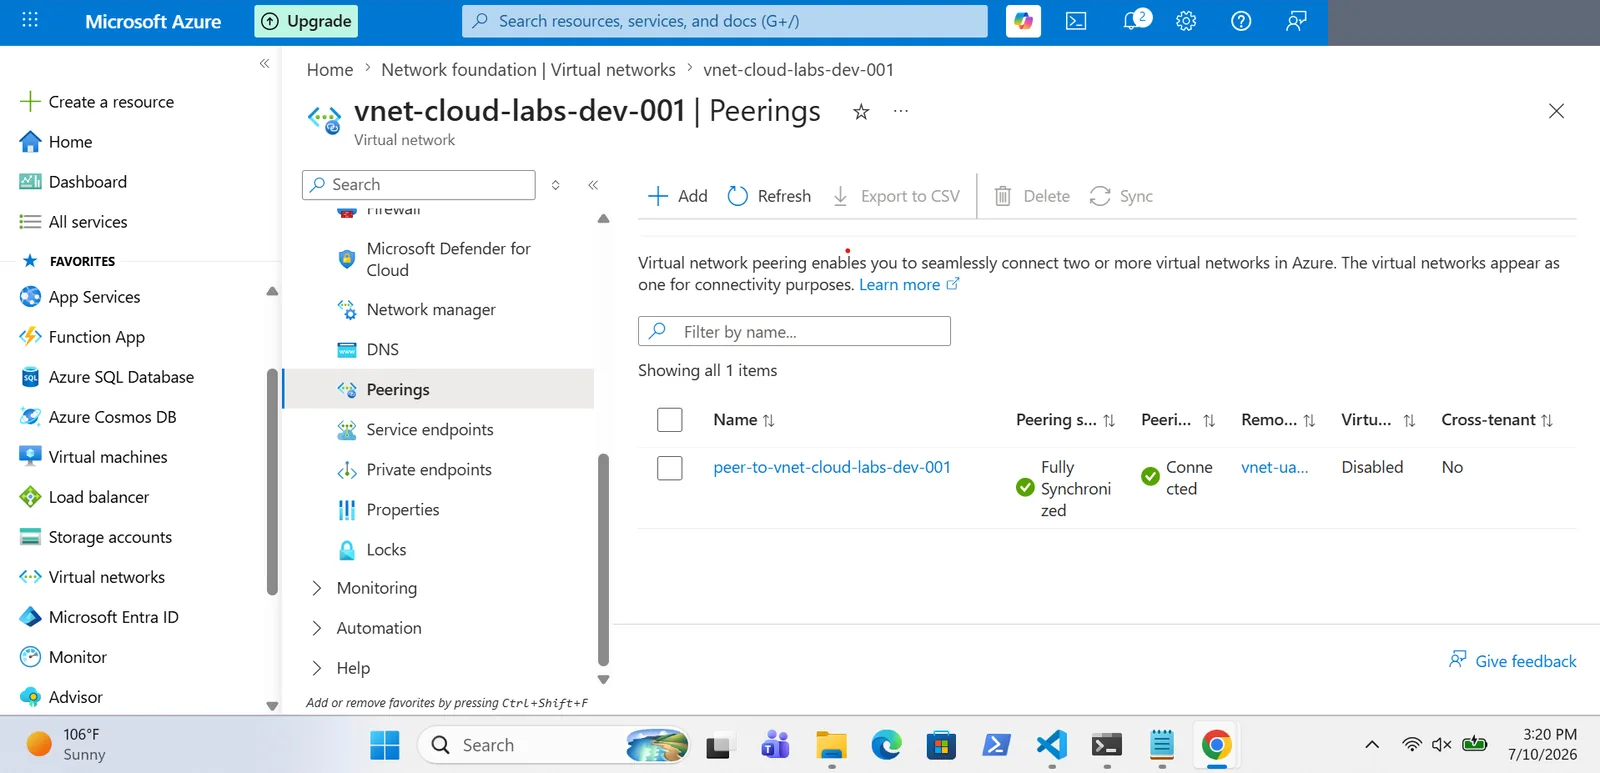 Microsoft Azure
Upgrade
Search resources, services, and docs (G+/)
2
Home > Network foundation | Virtual networks > vnet-cloud-labs-dev-001
vnet-cloud-labs-dev-001 | Peerings
Virtual network
Create a resource
Home
Dashboard
All services
FAVORITES
App Services
Function App
Azure SQL Database
Azure Cosmos DB
Virtual machines
Load balancer
Storage accounts
Virtual networks
Microsoft Entra ID
Monitor
Advisor
Search
Firewall
Microsoft Defender for
Cloud
Network manager
DNS
Peerings
Service endpoints
Private endpoints
Properties
Locks
Monitoring
Automation
Help
Add or remove favorites by pressing Ctrl+Shift+F
Add Refresh Export to CSV Delete Sync
Virtual network peering enables you to seamlessly connect two or more virtual networks in Azure. The virtual networks appear as
one for connectivity purposes. Learn more
Filter by name...
Showing all 1 items
Name Peering s... Peeri... Remo... Virtu... Cross-tenant
peer-to-vnet-cloud-labs-dev-001 Fully Synchronized Connected vnet-ua... Disabled No
Give feedback
106°F
Sunny
Search
3:20 PM
7/10/2026